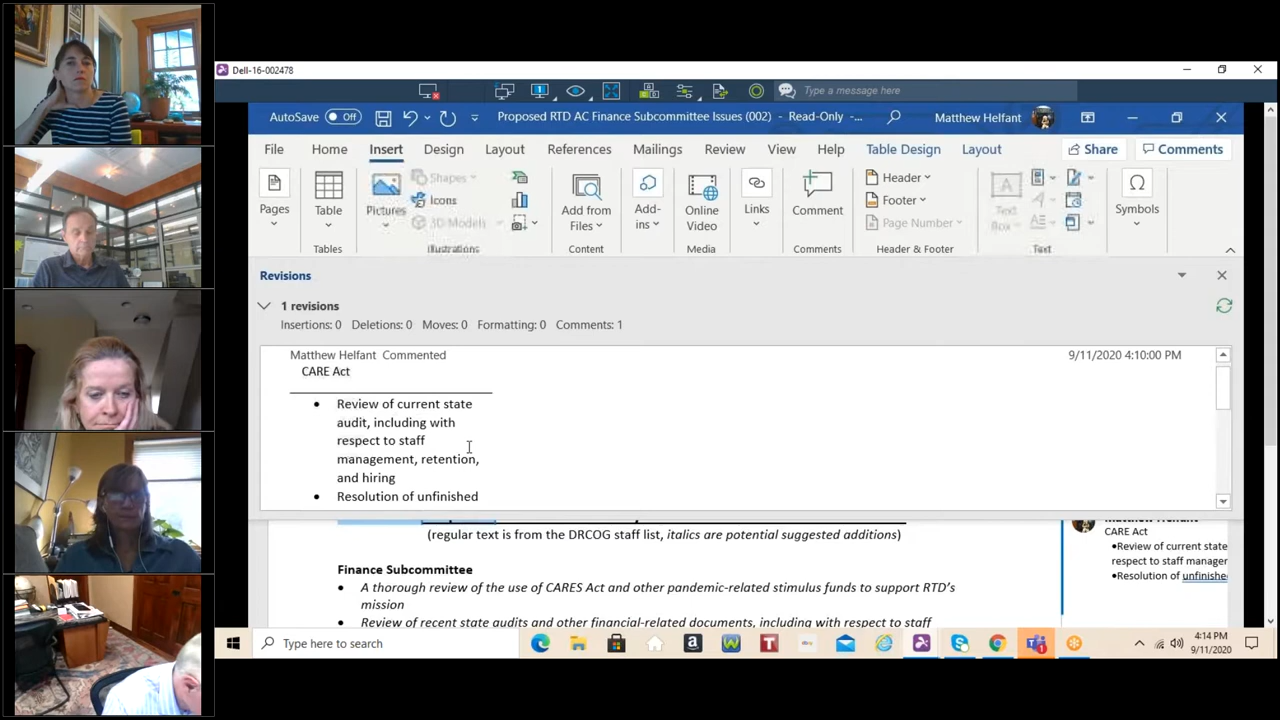 Dell-16-002478
Type a message here
AutoSave Off Proposed RTD AC Finance Subcommittee Issues (002) - Read-Only -... Matthew Helfant
File Home Insert Design Layout References Mailings Review View Help Table Design Layout Share Comments
Pages Table Pictures Shapes Icons 3D Models Add from Files Add-ins Online Video Links Comment Header Footer Page Number Text Box Symbols
Tables Illustrations Content Media Comments Header & Footer Text
Revisions
1 revisions
Insertions: 0 Deletions: 0 Moves: 0 Formatting: 0 Comments: 1
Matthew Helfant Commented 9/11/2020 4:10:00 PM
CARE Act
• Review of current state
audit, including with
respect to staff
management, retention,
and hiring
• Resolution of unfinished
(regular text is from the DRCOG staff list, italics are potential suggested additions)
Finance Subcommittee
• A thorough review of the use of CARES Act and other pandemic-related stimulus funds to support RTD's
mission
• Review of recent state audits and other financial-related documents, including with respect to staff
CARE Act
•Review of current state
respect to staff manager
•Resolution of unfinishe
Type here to search
4:14 PM
9/11/2020